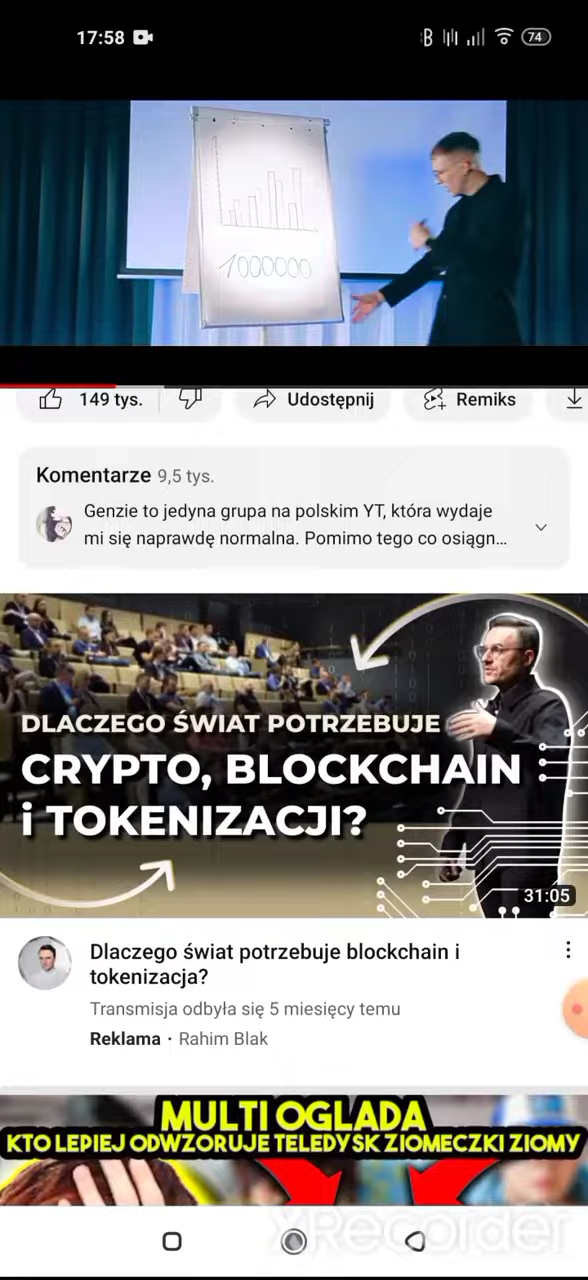 17:58
74
1000000
149 tys.
Udostępnij
Remiks
Komentarze 9,5 tys.
Genzie to jedyna grupa na polskim YT, która wydaje
mi się naprawdę normalna. Pomimo tego co osiągn...
DLACZEGO ŚWIAT POTRZEBUJE
CRYPTO, BLOCKCHAIN
i TOKENIZACJI?
31:05
Dlaczego świat potrzebuje blockchain i
tokenizacja?
Transmisja odbyła się 5 miesięcy temu
Reklama · Rahim Blak
MULTI OGLADA
KTO LEPIEJ ODWZORUJE TELEDYSK ZIOMECZKI ZIOMY
XRecorder